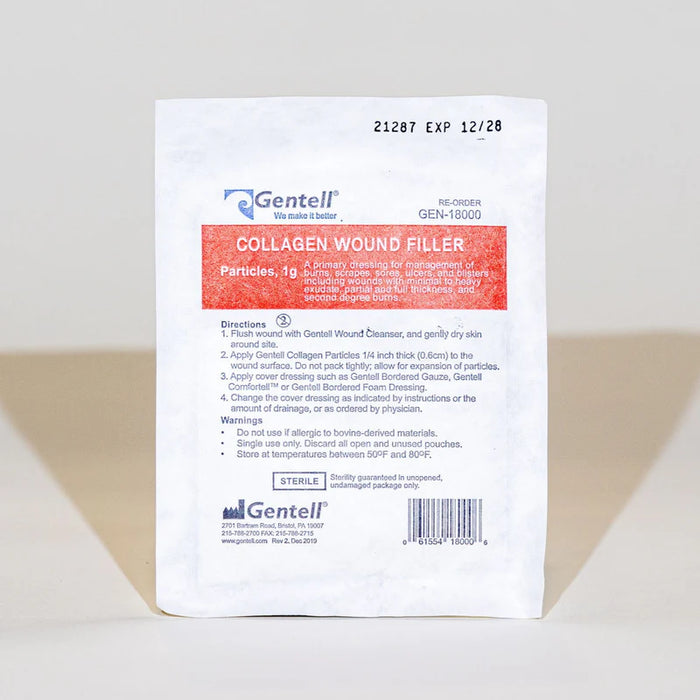 21287 EXP 12/28
Gentell®
We make it better
RE-ORDER
GEN-18000
COLLAGEN WOUND FILLER
Particles, 1g
A primary dressing for management of
burns, scrapes, sores, ulcers, and blisters
including wounds with minimal to heavy
exudate, partial and full thickness, and
second degree burns.
Directions
2
1. Flush wound with Gentell Wound Cleanser, and gently dry skin
around site.
2. Apply Gentell Collagen Particles 1/4 inch thick (0.6cm) to the
wound surface. Do not pack tightly; allow for expansion of particles.
3. Apply cover dressing such as Gentell Bordered Gauze, Gentell
Comfortell™ or Gentell Bordered Foam Dressing.
4. Change the cover dressing as indicated by instructions or the
amount of drainage, or as ordered by physician.
Warnings
• Do not use if allergic to bovine-derived materials.
• Single use only. Discard all open and unused pouches.
• Store at temperatures between 50ºF and 80ºF.
STERILE
Sterility guaranteed in unopened,
undamaged package only.
Gentell®
2701 Bartram Road, Bristol, PA 19007
215-788-2700 FAX: 215-788-2715
www.gentell.com Rev 2, Dec 2019
0 61554 18000 6